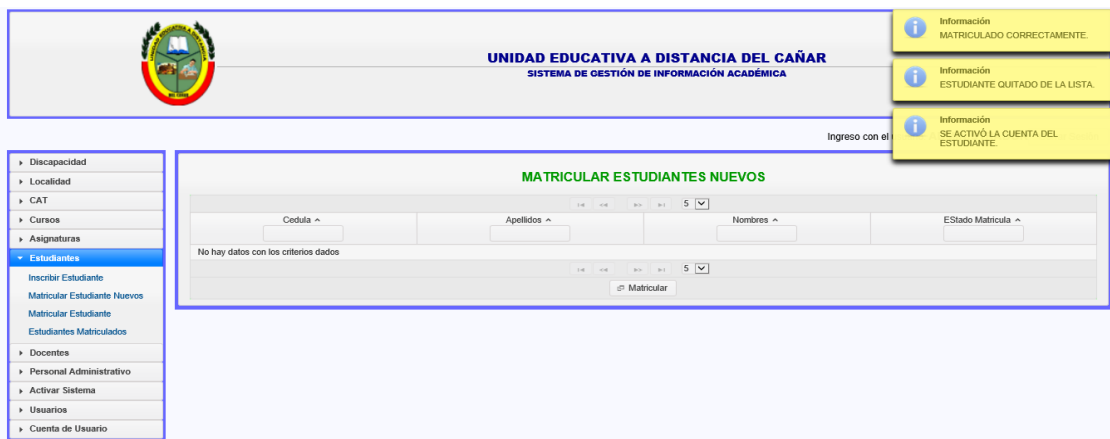 UNIDAD EDUCATIVA A DISTANCIA DEL CAÑAR
SISTEMA DE GESTIÓN DE INFORMACIÓN ACADÉMICA
Información
MATRICULADO CORRECTAMENTE.
Información
ESTUDIANTE QUITADO DE LA LISTA.
Información
SE ACTIVÓ LA CUENTA DEL
ESTUDIANTE.
Ingreso con el
Discapacidad
Localidad
CAT
Cursos
Asignaturas
Estudiantes
Inscribir Estudiante
Matricular Estudiante Nuevos
Matricular Estudiante
Estudiantes Matriculados
Docentes
Personal Administrativo
Activar Sistema
Usuarios
Cuenta de Usuario
MATRICULAR ESTUDIANTES NUEVOS
5
Cedula Apellidos Nombres EStado Matricula
No hay datos con los criterios dados
5
Matricular